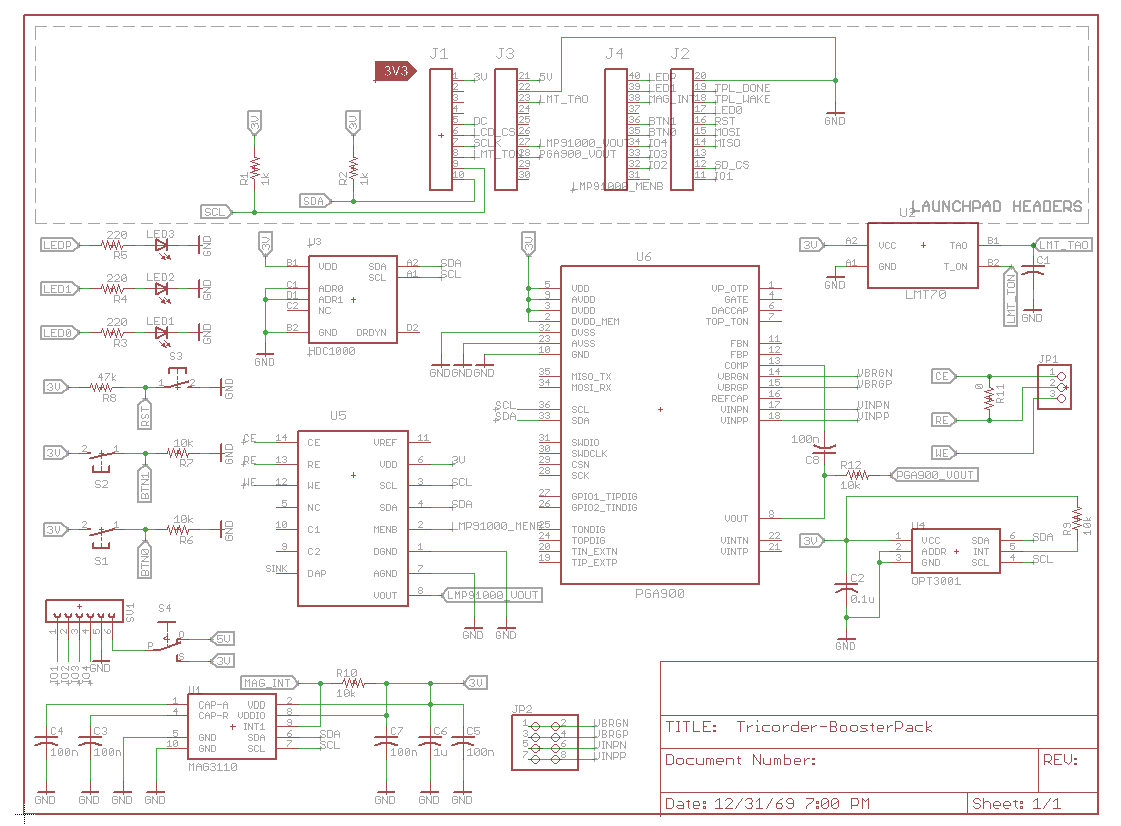 J1 J3 J4 J2
3V3
1 3V
2
3
4
5 DC
6 LCD_CS
7 SCLK
8 LMT_TON
9
10
21 5V
22
23 LMT_TAO
24
25
26
27 LMP91000_VOUT
28 PGA900_VOUT
29
30
40 LEDP
39 LED1
38 MAG_INT
37
36 BTN1
35 BTN0
34 IO4
33 IO3
32 IO2
31
LMP91000_MENB
20
19 TPL_DONE
18 TPL_WAKE
17 LED0
16 RST
15 MOSI
14 MISO
13
12 SD_CS
11 IO1
GND
3V 3V
R1 1k
R2 1k
SDA
SCL
LAUNCHPAD HEADERS
LEDP 220 R5 LED3 GND
LED1 220 R4 LED2 GND
LED0 220 R3 LED1 GND
3V 47k R8 S3 1 2 GND
RST
3V 2 1 S2 10k R7 GND
BTN1
3V 2 1 S1 10k R6 GND
BTN0
3V
U3
B1 VDD SDA A2 SDA
SCL A1 SCL
C1 ADR0
D1 ADR1
C2 NC
B2 GND DRDYN D2
GND HDC1000
U5
CE 14 CE VREF 11
RE 13 RE VDD 6 3V
WE 12 WE SCL 3 SCL
5 NC SDA 4 SDA
10 C1 MENB 2 LMP91000_MENB
9 C2 DGND 1
SINK DAP AGND 7
VOUT 8 LMP91000_VOUT
GND GND
3V
U6
5 VDD VP_OTP 1
9 AVDD GATE 4
3 DVDD DACCAP 6
2 DVDD_MEM TOP_TON 7
32 DVSS
23 AVSS FBN 11
10 GND FBP 12
COMP 13
GND GND GND
35 MISO_TX VBRGN 14 VBRGN
34 MOSI_RX VBRGP 15 VBRGP
REFCAP 16
SCL 36 SCL VINPN 17 VINPN
SDA 33 SDA VINPP 18 VINPP
31 SWDIO
30 SWDCLK
29 CSN
28 SCK
27 GPIO1_TIPDIG
26 GPIO2_TINDIG
25 TONDIG VOUT 8
24 TOPDIG
20 TIN_EXTN VINTN 22
19 TIP_EXTP VINTP 21
PGA900
100n
C8
R12
10k
PGA900_VOUT
U2
3V A2 VCC TAO B1 LMT_TAO
A1 GND T_ON B2
GND
LMT70
LMT_TON
C1
GND
JP1
CE 1
0 R11
2
RE 3
WE
3V
U4
1 VCC SDA 6 SDA
2 ADDR INT 5
3 GND SCL 4 SCL
OPT3001
R9 10k
C2
0.1u
GND
SV1
1 2 3 4 5 6
IO1 IO2 IO3 IO4 GND
S4
P O S
5V
3V
MAG_INT R10 10k 3V
U1
1 CAP-A VDD 2
4 CAP-R VDDIO 8
INT1 9
5 GND SDA 6 SDA
10 GND SCL 7 SCL
MAG3110
C4 100n
C3 100n
C7 100n
C6 1u
C5 100n
GND GND GND GND GND GND GND
JP2
1 2 VBRGN
3 4 VBRGP
5 6 VINPN
7 8 VINPP
TITLE: Tricorder-BoosterPack
Document Number:
REV:
Date: 12/31/69 7:00 PM
Sheet: 1/1